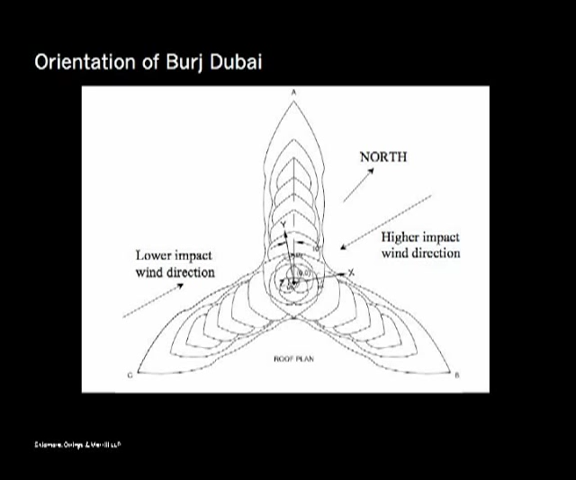 Orientation of Burj Dubai
A
NORTH
Higher impact
wind direction
Lower impact
wind direction
Y
X
ROOF PLAN
C
B
Skidmore, Owings & Merrill LLP